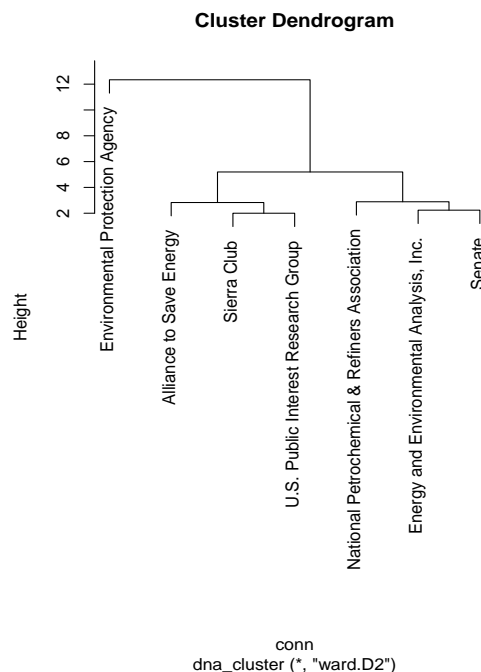 Cluster Dendrogram
12
8
6
4
2
Height
Environmental Protection Agency
Alliance to Save Energy
Sierra Club
U.S. Public Interest Research Group
National Petrochemical & Refiners Association
Energy and Environmental Analysis, Inc.
Senate
conn
dna_cluster (*, "ward.D2")